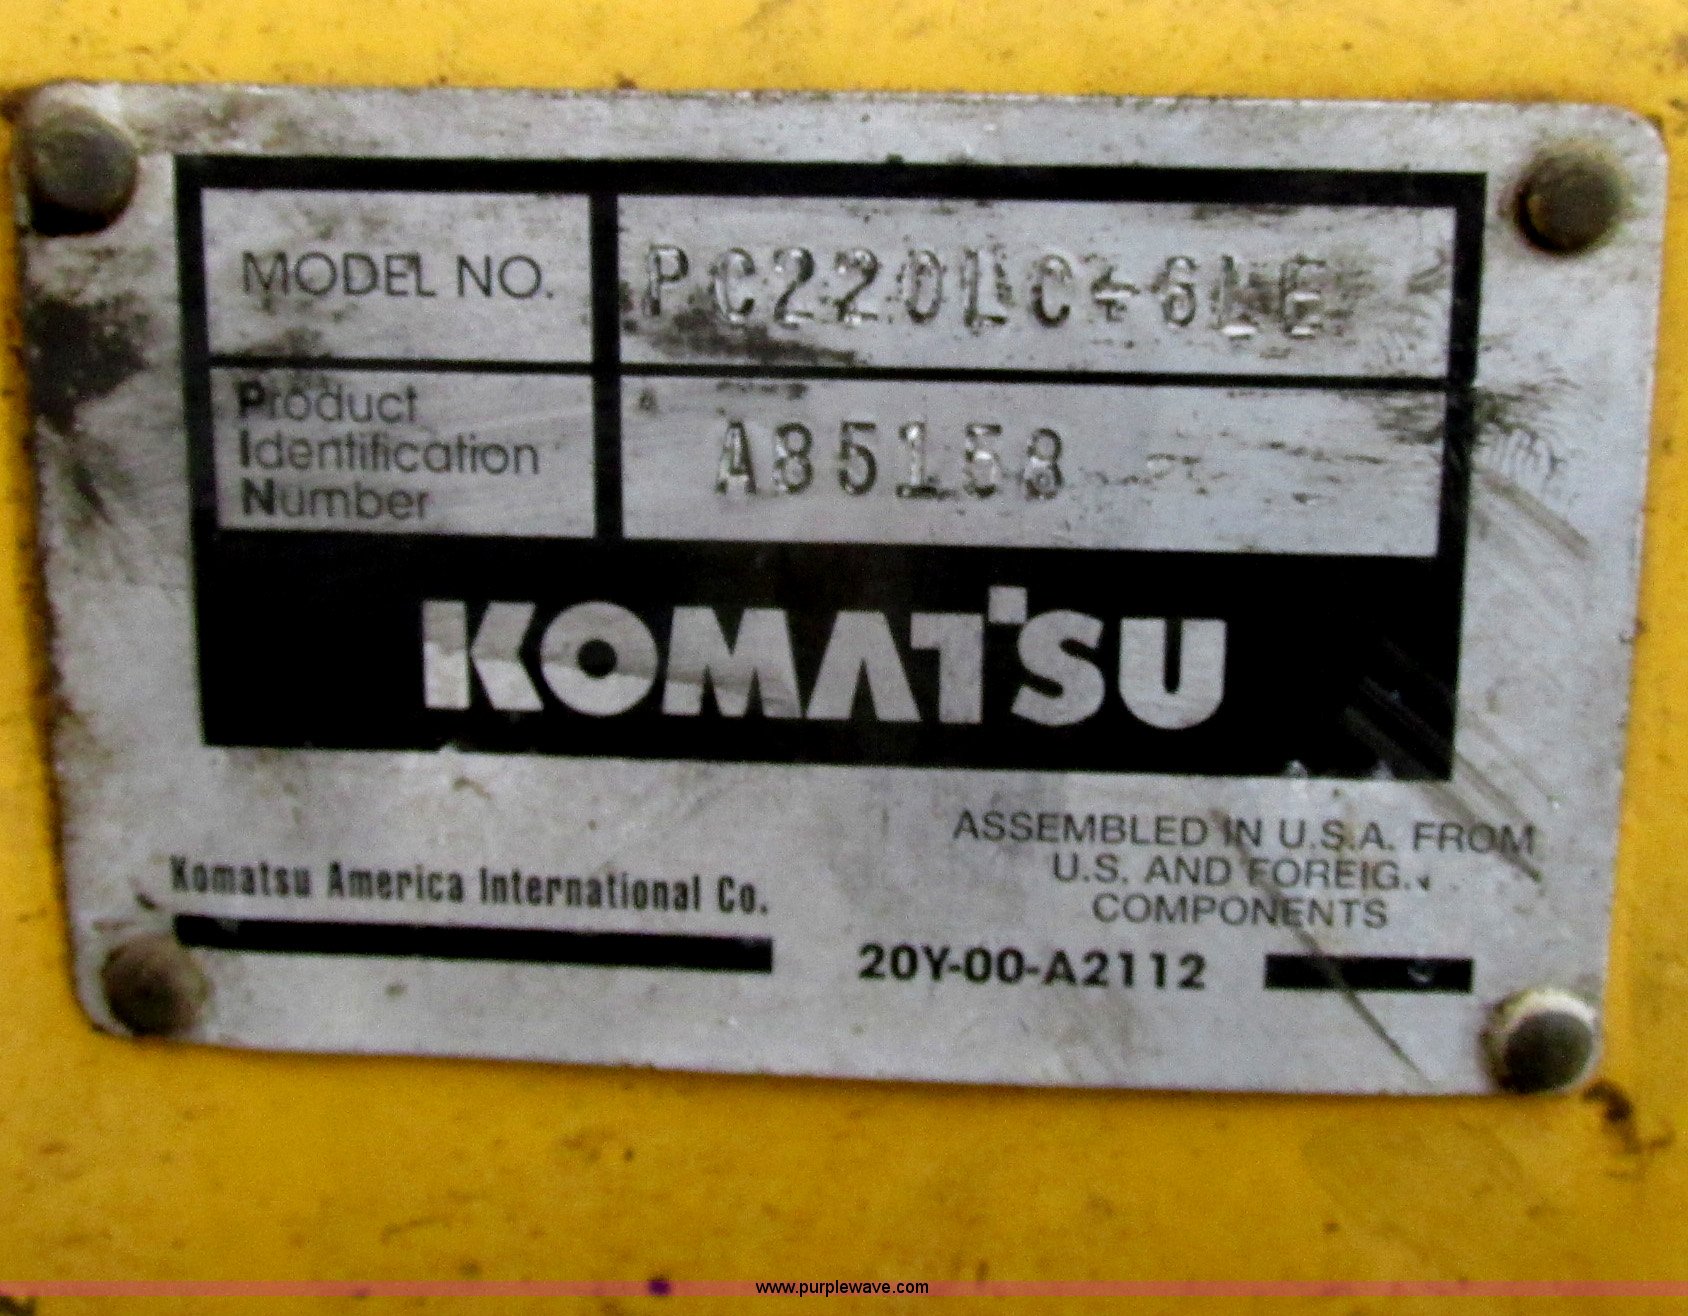 MODEL NO. PC220LC-6LE
Product
Identification
Number
A85158
KOMATSU
ASSEMBLED IN U.S.A. FROM
U.S. AND FOREIG.
COMPONENTS
Komatsu America International Co.
20Y-00-A2112
www.purplewave.com